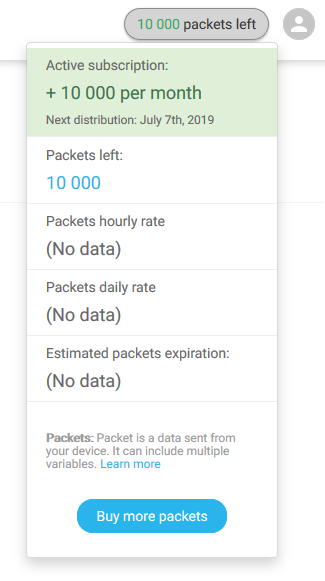 10 000 packets left
Active subscription:
+ 10 000 per month
Next distribution: July 7th, 2019
Packets left:
10 000
Packets hourly rate
(No data)
Packets daily rate
(No data)
Estimated packets expiration:
(No data)
Packets: Packet is a data sent from
your device. It can include multiple
variables. Learn more
Buy more packets